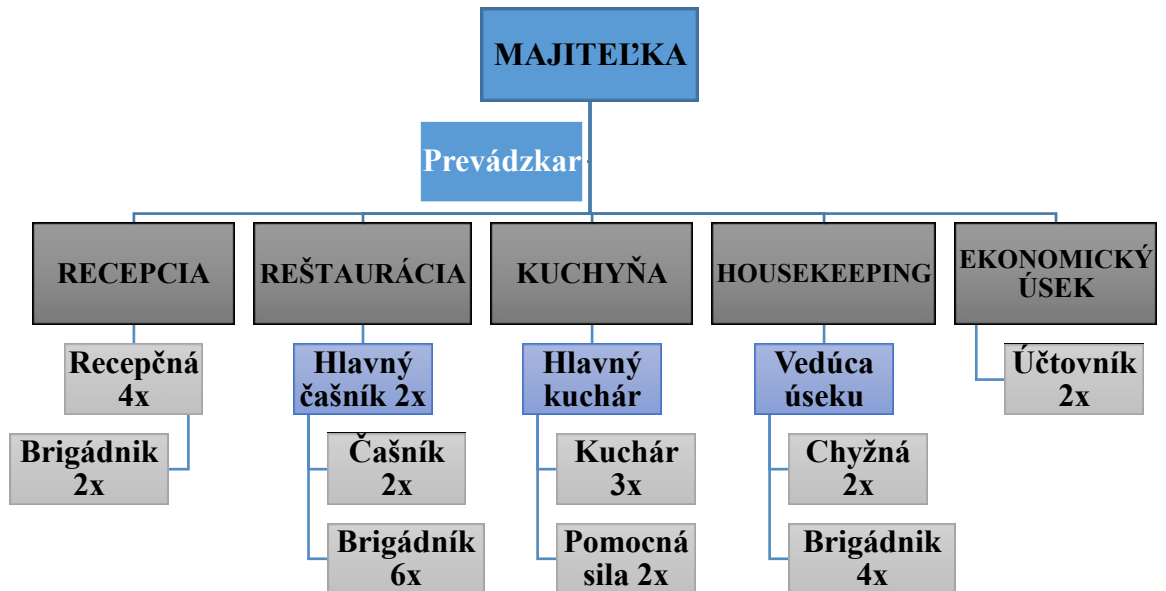 MAJITEĽKA
Prevádzkar
RECEPCIA
REŠTAURÁCIA
KUCHYŇA
HOUSEKEEPING
EKONOMICKÝ
ÚSEK
Recepčná
4x
Hlavný
čašník 2x
Hlavný
kuchár
Vedúca
úseku
Účtovník
2x
Brigádnik
2x
Čašník
2x
Kuchár
3x
Chyžná
2x
Brigádník
6x
Pomocná
sila 2x
Brigádnik
4x